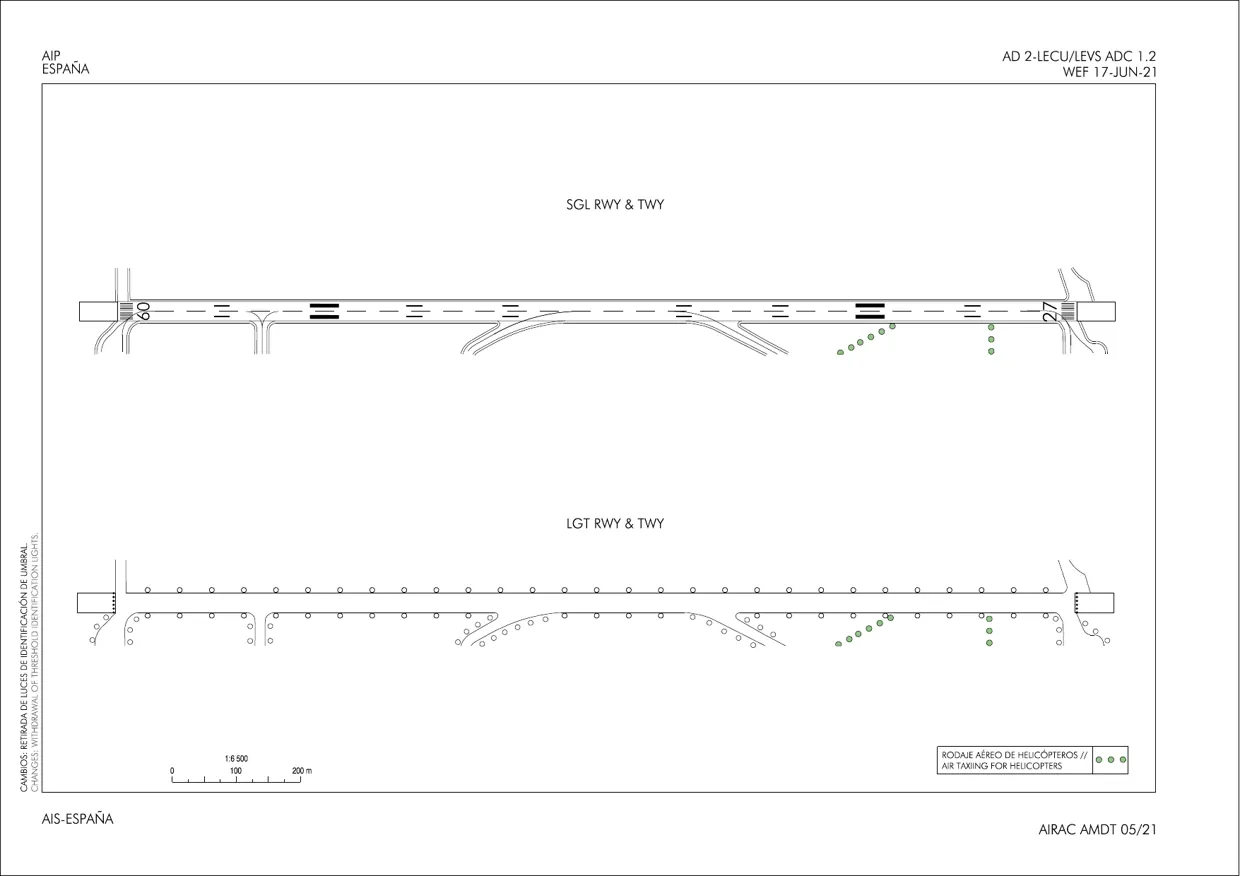 AIP
ESPAÑA
AD 2-LECU/LEVS ADC 1.2
WEF 17-JUN-21
SGL RWY & TWY
09
27
LGT RWY & TWY
CAMBIOS: RETIRADA DE LUCES DE IDENTIFICACIÓN DE UMBRAL.
CHANGES: WITHDRAWAL OF THRESHOLD IDENTIFICATION LIGHTS.
1:6 500
0 100 200 m
RODAJE AÉREO DE HELICÓPTEROS //
AIR TAXIING FOR HELICOPTERS
AIS-ESPAÑA
AIRAC AMDT 05/21